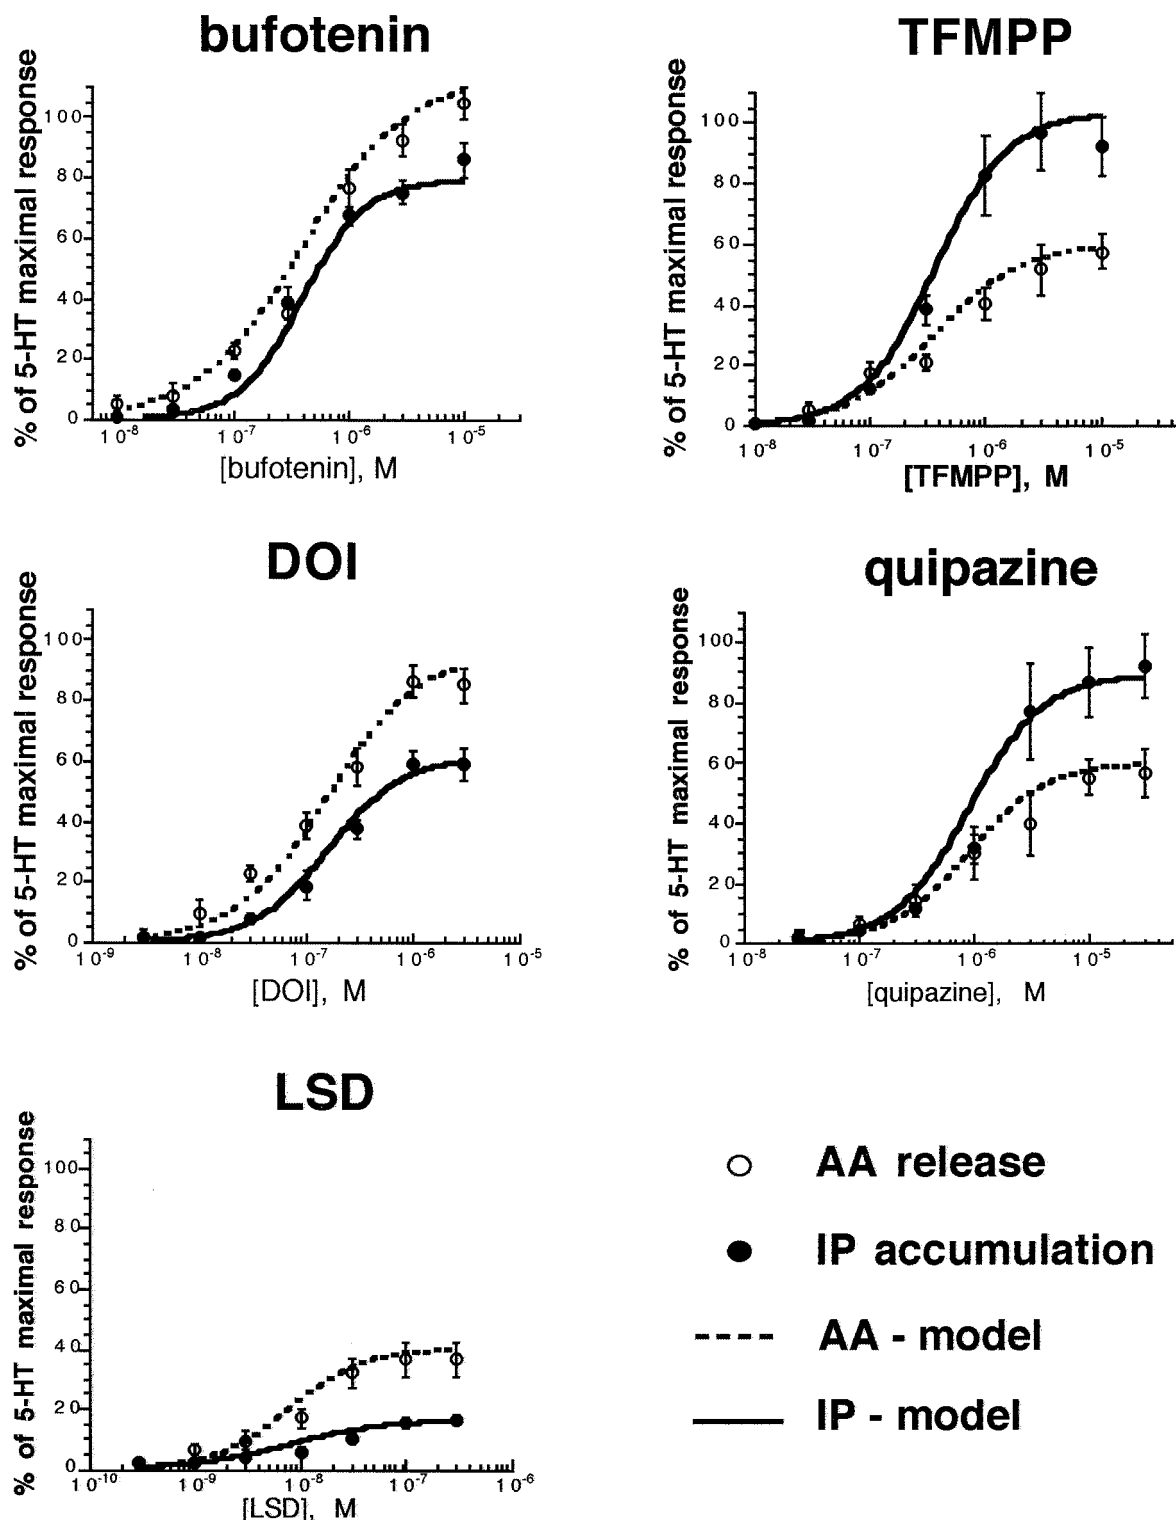 bufotenin
% of 5-HT maximal response
100
80
60
40
20
0
10-8
10-7
10-6
10-5
[bufotenin], M
TFMPP
% of 5-HT maximal response
100
80
60
40
20
0
10-8
10-7
10-6
10-5
[TFMPP], M
DOI
% of 5-HT maximal response
100
80
60
40
20
0
10-9
10-8
10-7
10-6
10-5
[DOI], M
quipazine
% of 5-HT maximal response
100
80
60
40
20
0
10-8
10-7
10-6
10-5
[quipazine], M
LSD
% of 5-HT maximal response
100
80
60
40
20
0
10-10
10-9
10-8
10-7
10-6
[LSD], M
AA release
IP accumulation
AA - model
IP - model